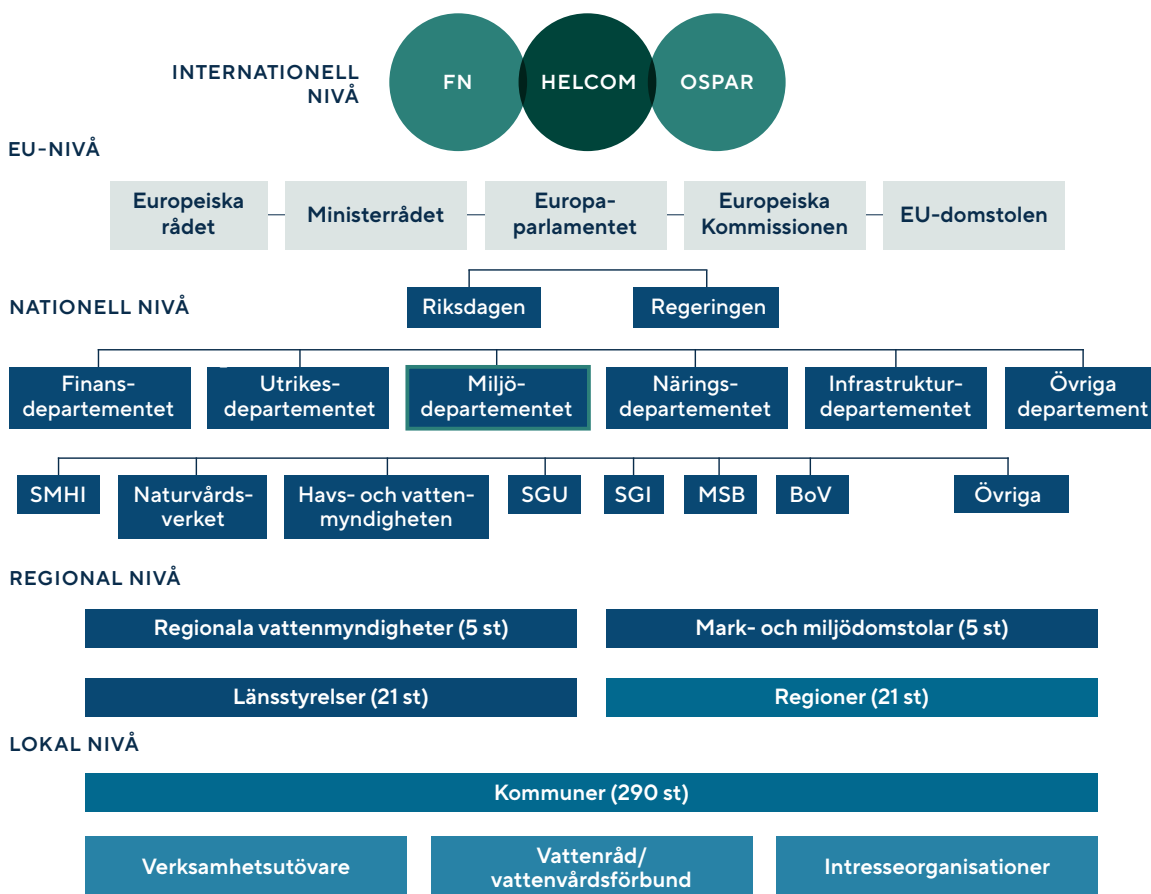 INTERNATIONELL
NIVÅ
FN
HELCOM
OSPAR
EU-NIVÅ
Europeiska
rådet
Ministerrådet
Europa-
parlamentet
Europeiska
Kommissionen
EU-domstolen
NATIONELL NIVÅ
Riksdagen
Regeringen
Finans-
departementet
Utrikes-
departementet
Miljö-
departementet
Närings-
departementet
Infrastruktur-
departementet
Övriga
departement
SMHI
Naturvårds-
verket
Havs- och vatten-
myndigheten
SGU
SGI
MSB
BoV
Övriga
REGIONAL NIVÅ
Regionala vattenmyndigheter (5 st)
Mark- och miljödomstolar (5 st)
Länsstyrelser (21 st)
Regioner (21 st)
LOKAL NIVÅ
Kommuner (290 st)
Verksamhetsutövare
Vattenråd/
vattenvårdsförbund
Intresseorganisationer